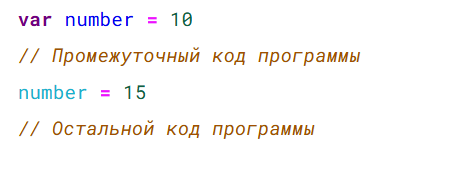 var number = 10
// Промежуточный код программы
number = 15
// Остальной код программы